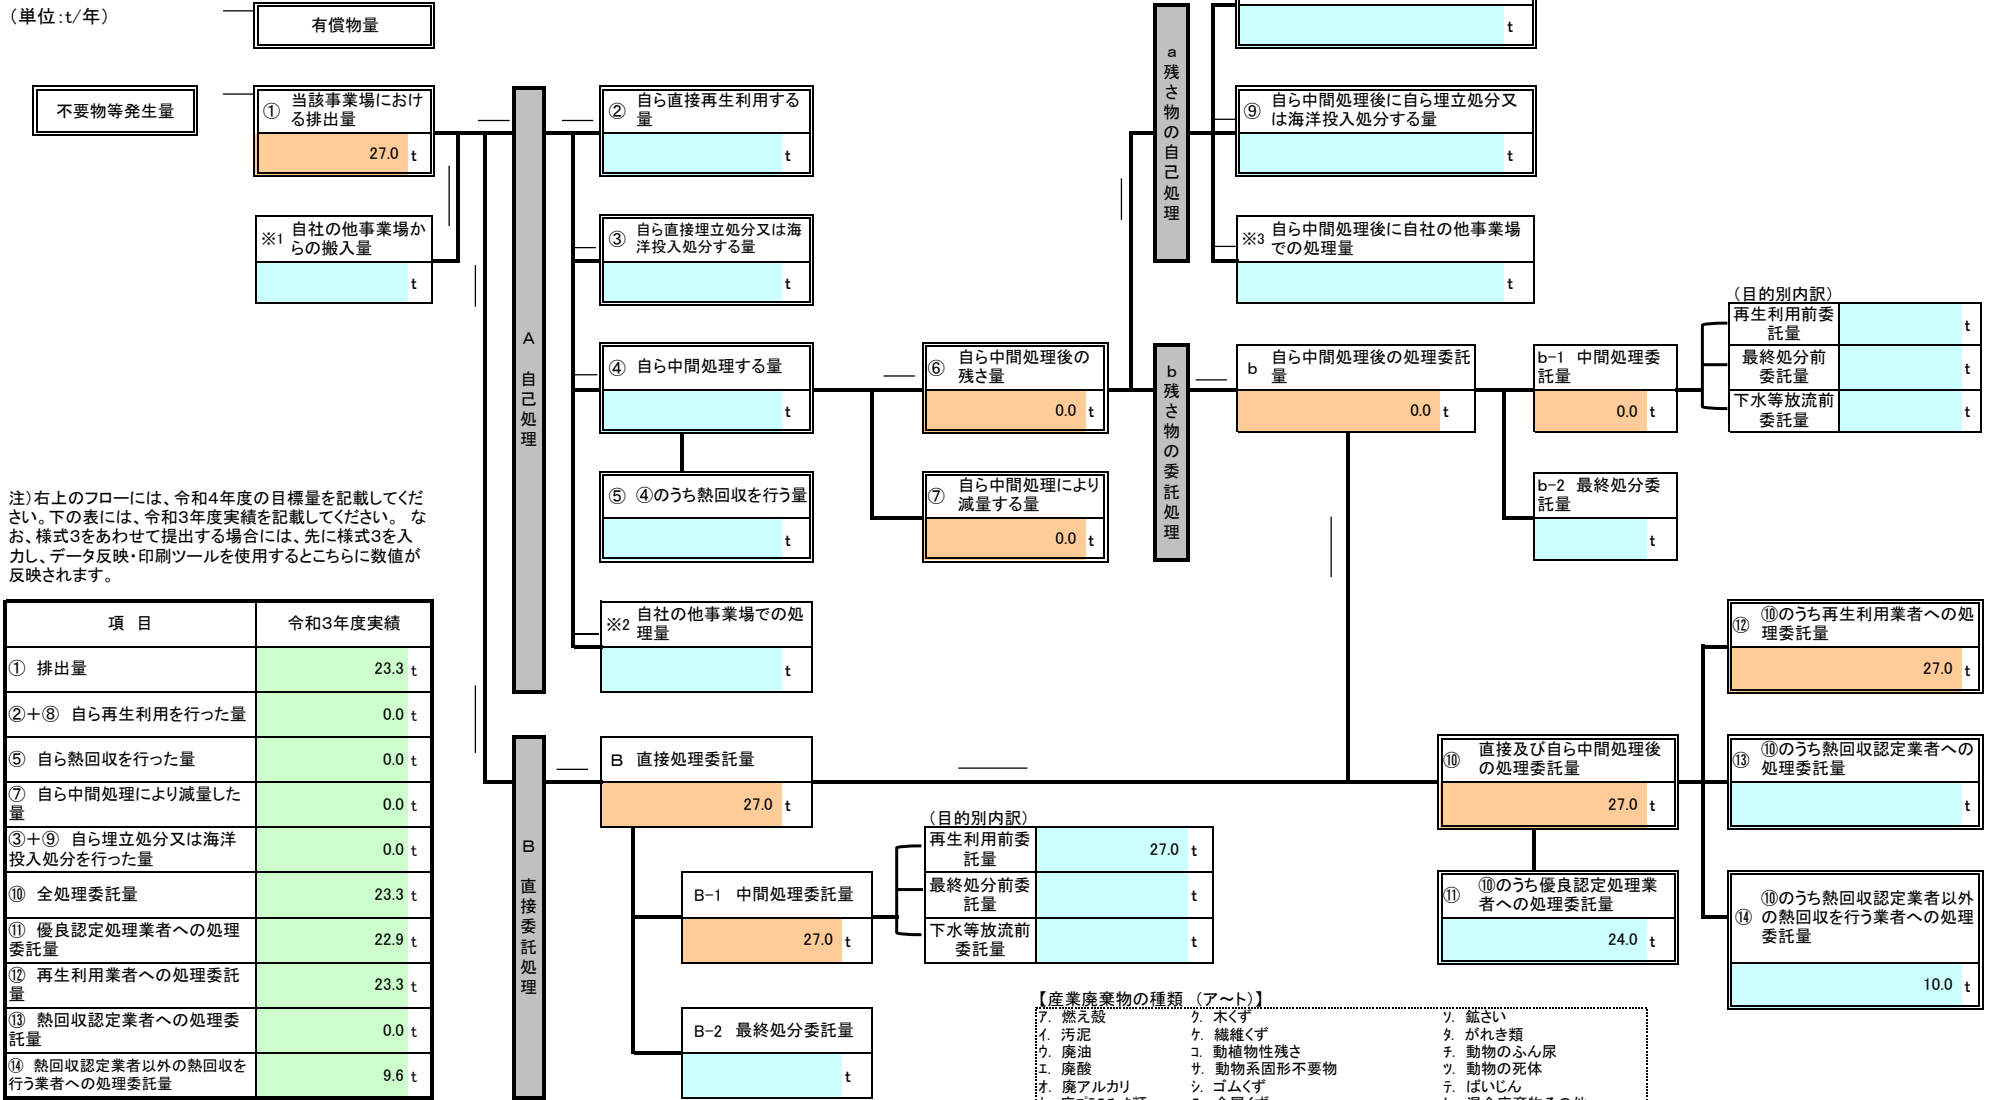 （単位:t/年）
有償物量
不要物等発生量
① 当該事業場におけ
る排出量
27.0 t
※1 自社の他事業場か
らの搬入量
t
A 自己処理
② 自ら直接再生利用する
量
t
③ 自ら直接埋立処分又は海
洋投入処分する量
t
④ 自ら中間処理する量
t
⑤ ④のうち熱回収を行う量
t
※2 自社の他事業場での処
理量
t
⑥ 自ら中間処理後の
残さ量
0.0 t
⑦ 自ら中間処理により
減量する量
0.0 t
a 残さ物の自己処理
t
⑨ 自ら中間処理後に自ら埋立処分又
は海洋投入処分する量
t
※3 自ら中間処理後に自社の他事業場
での処理量
t
b 残さ物の委託処理
b 自ら中間処理後の処理委託
量
0.0 t
b-1 中間処理委
託量
0.0 t
b-2 最終処分委
託量
t
（目的別内訳）
再生利用前委
託量
t
最終処分前
委託量
t
下水等放流前
委託量
t
注）右上のフローには、令和4年度の目標量を記載してくだ
さい。下の表には、令和3年度実績を記載してください。 な
お、様式3をあわせて提出する場合には、先に様式3を入
力し、データ反映・印刷ツールを使用するとこちらに数値が
反映されます。
項 目 令和3年度実績
① 排出量 23.3 t
②＋⑧ 自ら再生利用を行った量 0.0 t
⑤ 自ら熱回収を行った量 0.0 t
⑦ 自ら中間処理により減量した
量 0.0 t
③＋⑨ 自ら埋立処分又は海洋
投入処分を行った量 0.0 t
⑩ 全処理委託量 23.3 t
⑪ 優良認定処理業者への処理
委託量 22.9 t
⑫ 再生利用業者への処理委託
量 23.3 t
⑬ 熱回収認定業者への処理委
託量 0.0 t
⑭ 熱回収認定業者以外の熱回収を
行う業者への処理委託量 9.6 t
B 直接委託処理
B 直接処理委託量
27.0 t
B-1 中間処理委託量
27.0 t
B-2 最終処分委託量
t
（目的別内訳）
再生利用前委
託量
27.0 t
最終処分前委
託量
t
下水等放流前
委託量
t
⑩ 直接及び自ら中間処理後
の処理委託量
27.0 t
⑪ ⑩のうち優良認定処理業
者への処理委託量
24.0 t
⑫ ⑩のうち再生利用業者への処
理委託量
27.0 t
⑬ ⑩のうち熱回収認定業者への
処理委託量
t
⑭ ⑩のうち熱回収認定業者以外
の熱回収を行う業者への処理
委託量
10.0 t
【産業廃棄物の種類 （ア～ト）】
ア. 燃え殻 ク. 木くず ソ. 鉱さい
イ. 汚泥 ケ. 繊維くず タ. がれき類
ウ. 廃油 コ. 動植物性残さ チ. 動物のふん尿
エ. 廃酸 サ. 動物系固形不要物 ツ. 動物の死体
オ. 廃アルカリ シ. ゴムくず テ. ばいじん